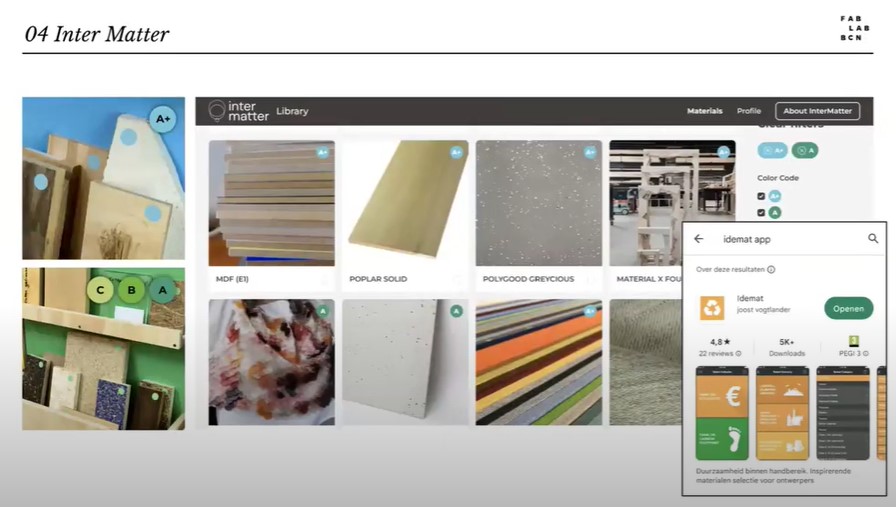 04 Inter Matter
FAB
LAB
BCN
A+
C B A
inter
matter
Library
Materials
Profile
About InterMatter
Clear filters
A+
A
Color Code
A+
A
A+
A+
A+
A+
MDF (E1)
POPLAR SOLID
POLYGOOD GREYCIOUS
MATERIAL X FOU
A
A
A+
idemat app
Over deze resultaten
Idemat
joost vogtlander
Openen
4,8★
22 reviews
5K+
Downloads
3
PEGI 3
€
Duurzaamheid binnen handbereik. Inspirerende
materialen selectie voor ontwerpers